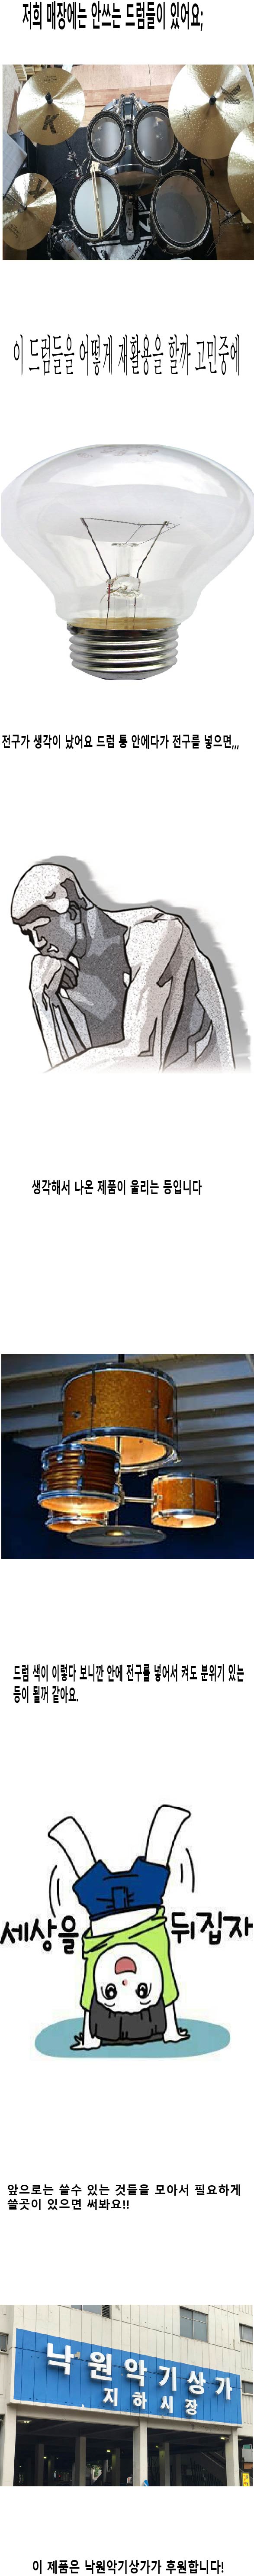 저희 매장에는 안쓰는 드럼들이 있어요;
K
이 드럼들을 어떻게 재활용을 할까 고민중에
전구가 생각이 났어요 드럼 통 안에다가 전구를 넣으면,,,
생각해서 나온 제품이 울리는 등입니다
드럼 색이 이렇다 보니깐 안에 전구를 넣어서 켜도 분위기 있는
등이 될꺼 같아요.
세상을 뒤집자
앞으로는 쓸수 있는 것들을 모아서 필요하게
쓸곳이 있으면 써봐요!!
낙원악기상가
지하시장
이 제품은 낙원악기상가가 후원합니다!